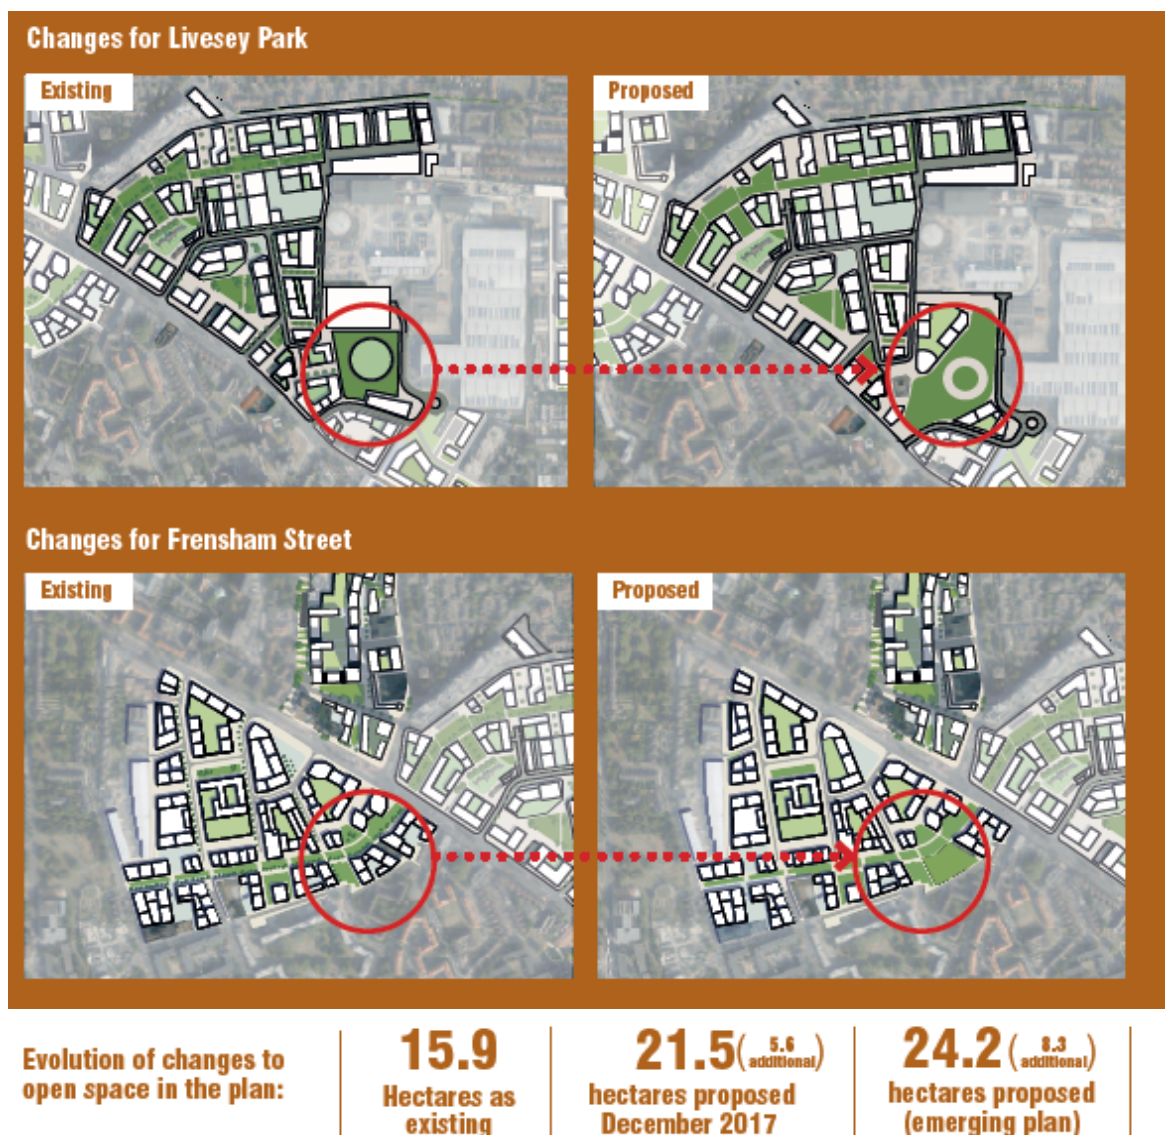 Changes for Livesey Park
Existing
Proposed
Changes for Frensham Street
Existing
Proposed
Evolution of changes to
open space in the plan:
15.9
Hectares as
existing
21.5 (5.6 additional)
hectares proposed
December 2017
24.2 (8.3 additional)
hectares proposed
(emerging plan)